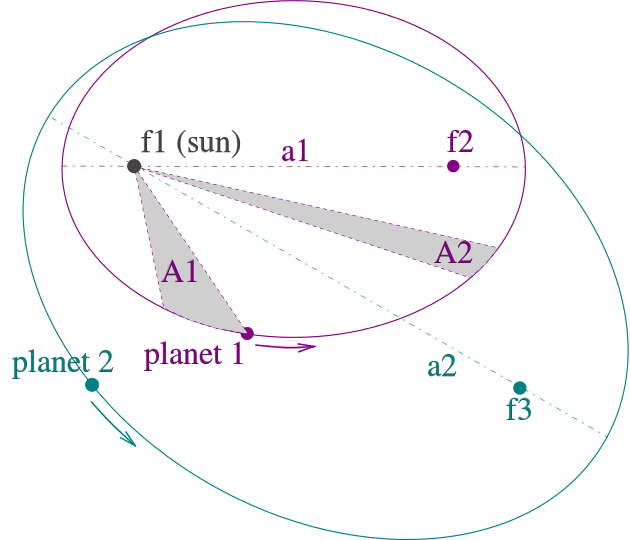 f1 (sun)
a1
f2
A1
A2
planet 1
planet 2
a2
f3